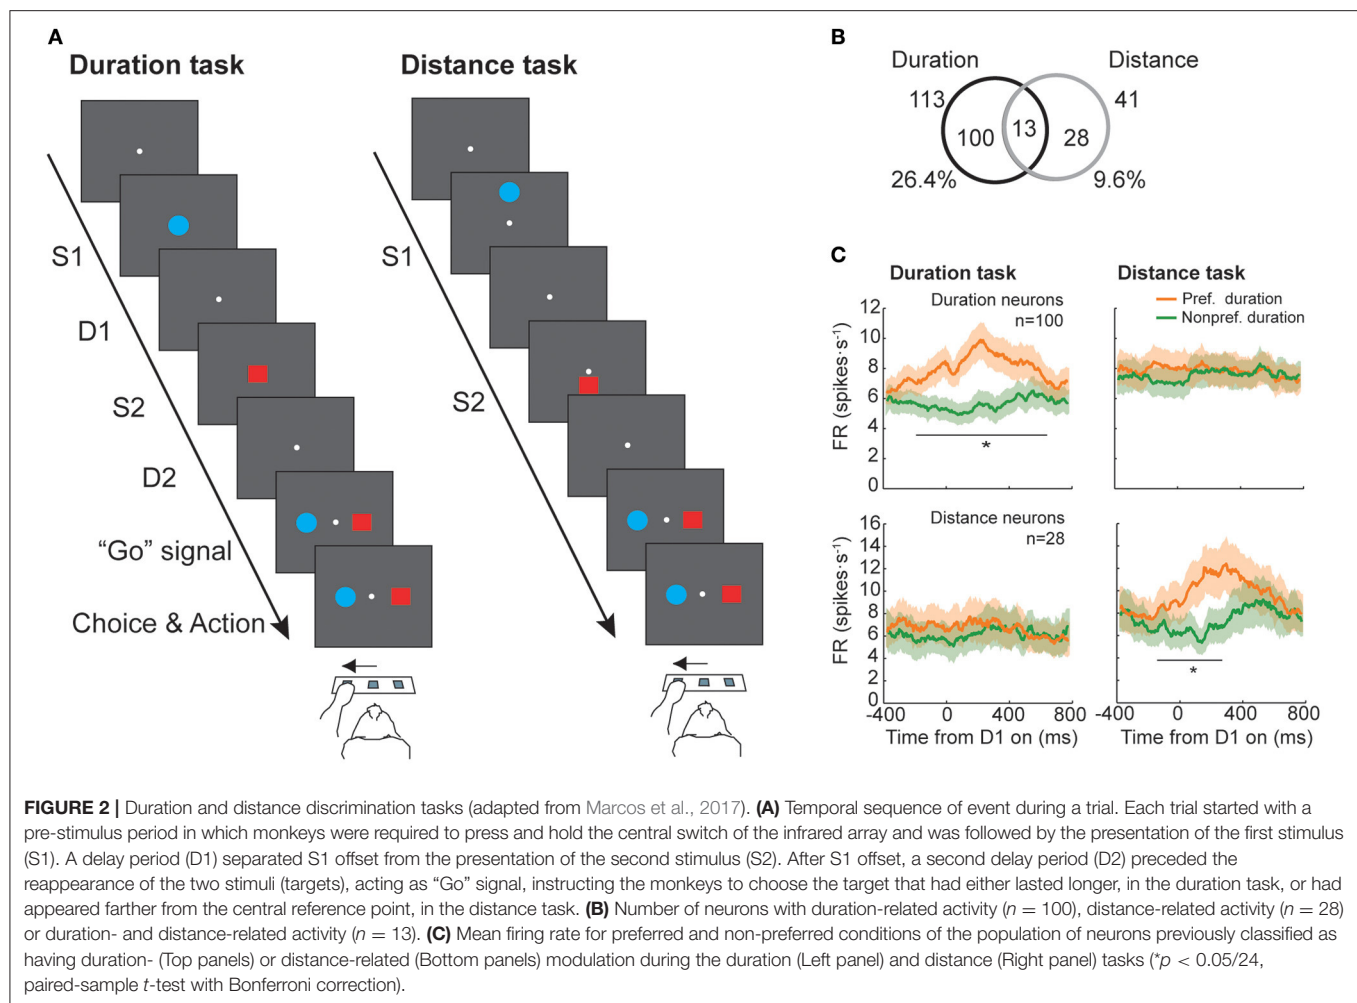 A
Duration task
Distance task
S1
D1
S2
D2
“Go” signal
Choice & Action
S1
S2
B
Duration
Distance
113
41
100
13
28
26.4%
9.6%
C
Duration task
Distance task
Duration neurons
n=100
Pref. duration
Nonpref. duration
FR (spikes·s⁻¹)
12
10
8
6
4
2
0
*
Distance neurons
n=28
FR (spikes·s⁻¹)
16
14
12
10
8
6
4
2
0
*
-400 0 400 800
-400 0 400 800
Time from D1 on (ms)
Time from D1 on (ms)
FIGURE 2 | Duration and distance discrimination tasks (adapted from Marcos et al., 2017). (A) Temporal sequence of event during a trial. Each trial started with a
pre-stimulus period in which monkeys were required to press and hold the central switch of the infrared array and was followed by the presentation of the first stimulus
(S1). A delay period (D1) separated S1 offset from the presentation of the second stimulus (S2). After S1 offset, a second delay period (D2) preceded the
reappearance of the two stimuli (targets), acting as “Go” signal, instructing the monkeys to choose the target that had either lasted longer, in the duration task, or had
appeared farther from the central reference point, in the distance task. (B) Number of neurons with duration-related activity (n = 100), distance-related activity (n = 28)
or duration- and distance-related activity (n = 13). (C) Mean firing rate for preferred and non-preferred conditions of the population of neurons previously classified as
having duration- (Top panels) or distance-related (Bottom panels) modulation during the duration (Left panel) and distance (Right panel) tasks (*p < 0.05/24,
paired-sample t-test with Bonferroni correction).